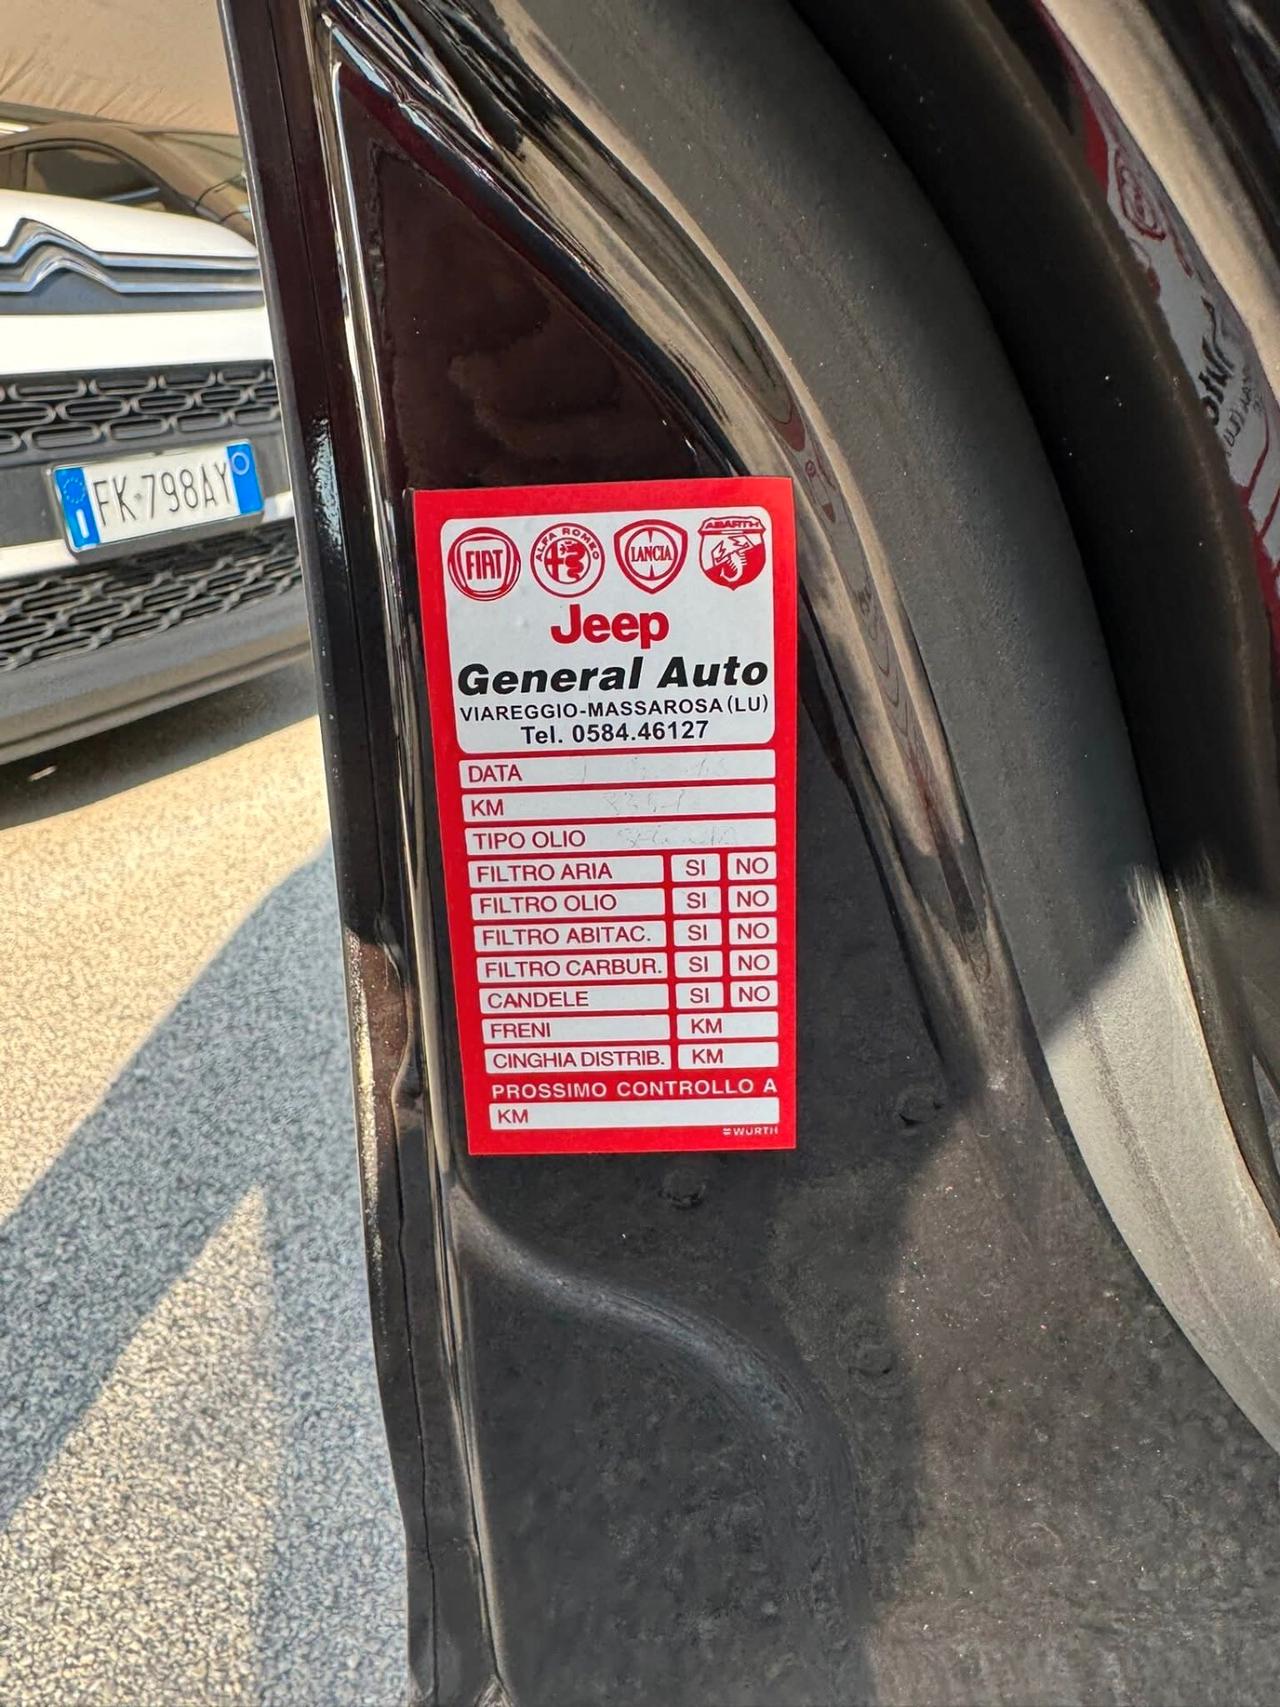 FK 798AY
I
FIAT
ALFA ROMEO
LANCIA
ABARTH
Jeep
General Auto
VIAREGGIO-MASSAROSA(LU)
Tel. 0584.46127
DATA
KM
TIPO OLIO
FILTRO ARIA SI NO
FILTRO OLIO SI NO
FILTRO ABITAC. SI NO
FILTRO CARBUR. SI NO
CANDELE SI NO
FRENI KM
CINGHIA DISTRIB. KM
PROSSIMO CONTROLLO A
KM
WÜRTH